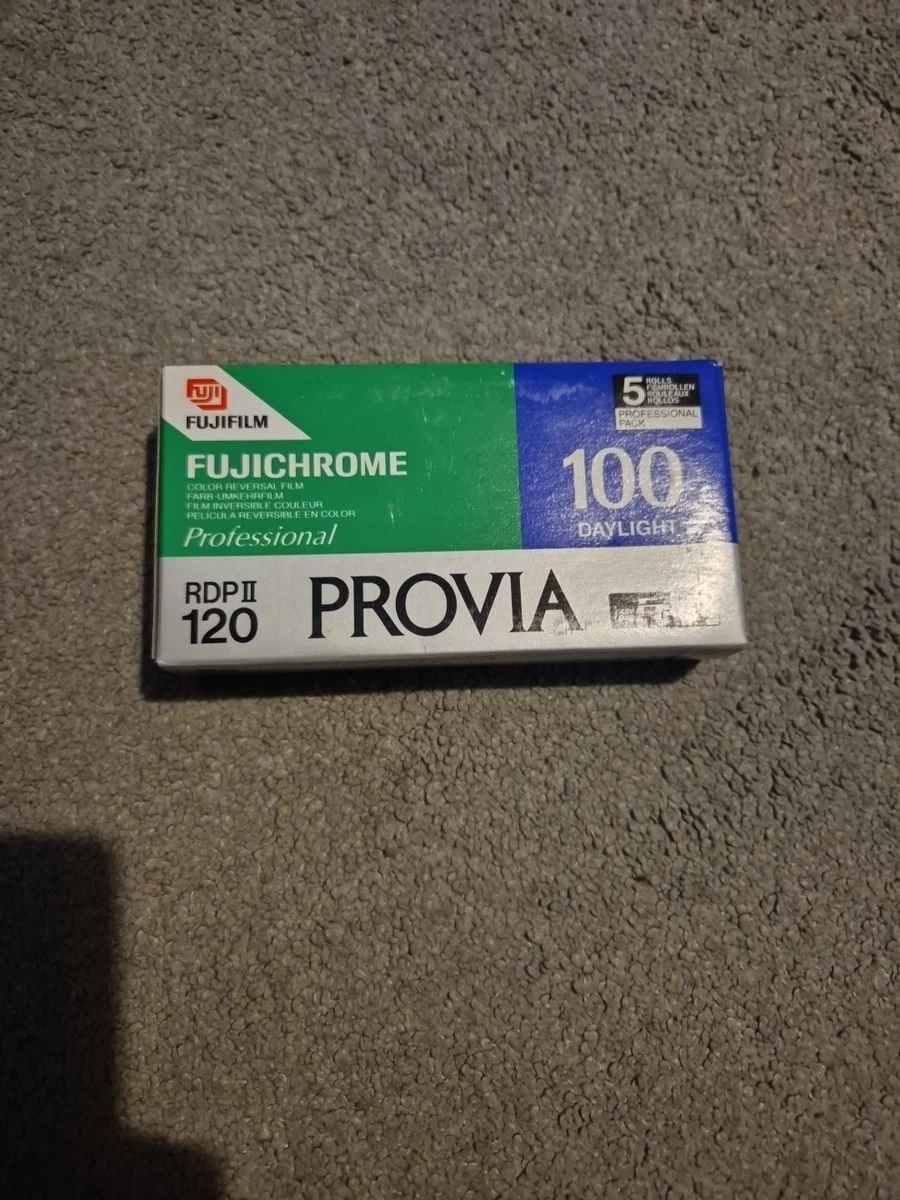 FUJI
FUJIFILM
FUJICHROME
COLOR REVERSAL FILM
FARB-UMKEHRFILM
FILM INVERSIBLE COULEUR
PELÍCULA REVERSIBLE EN COLOR
Professional
5
ROLLS
FILMROLLEN
ROULEAUX
ROLLOS
PROFESSIONAL
PACK
100
DAYLIGHT
RDPII
120
PROVIA